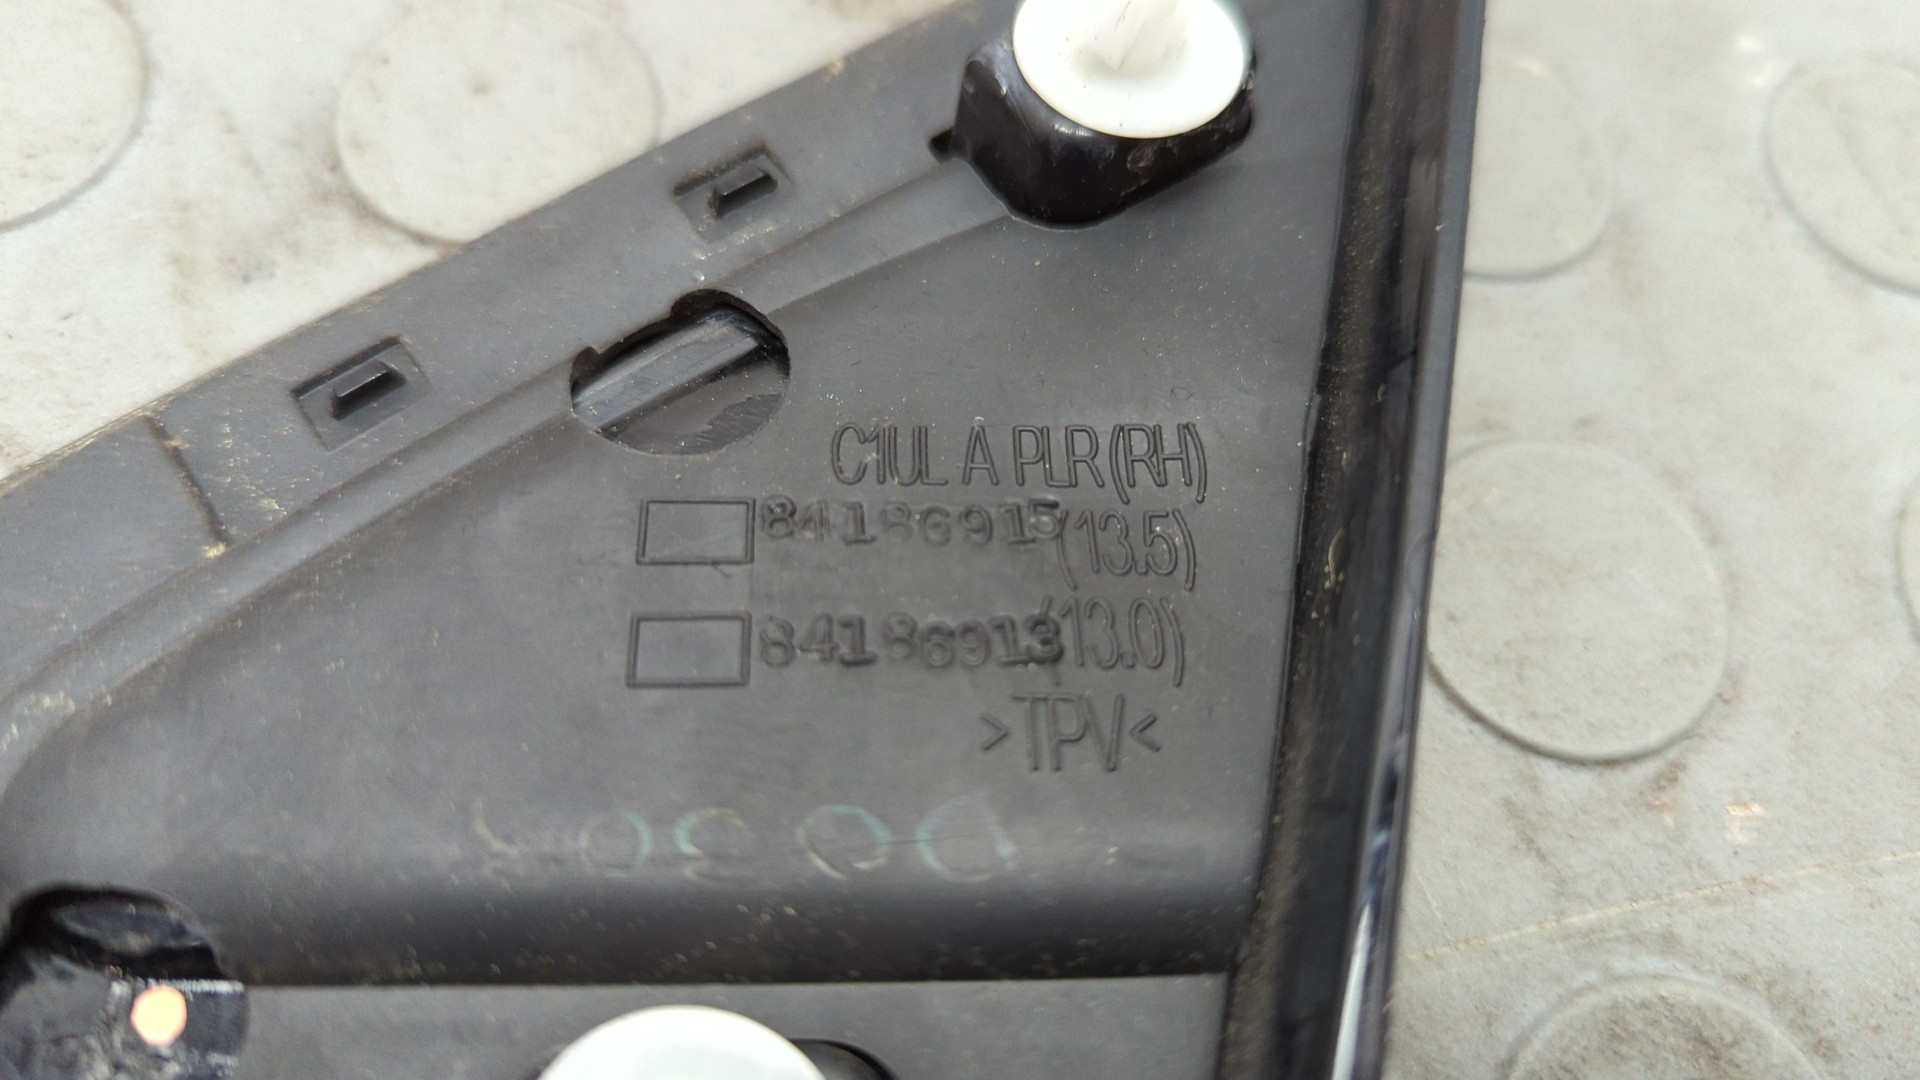 C1UL A PLR(RH)
84186915(13.5)
84186913(13.0)
>TPV<